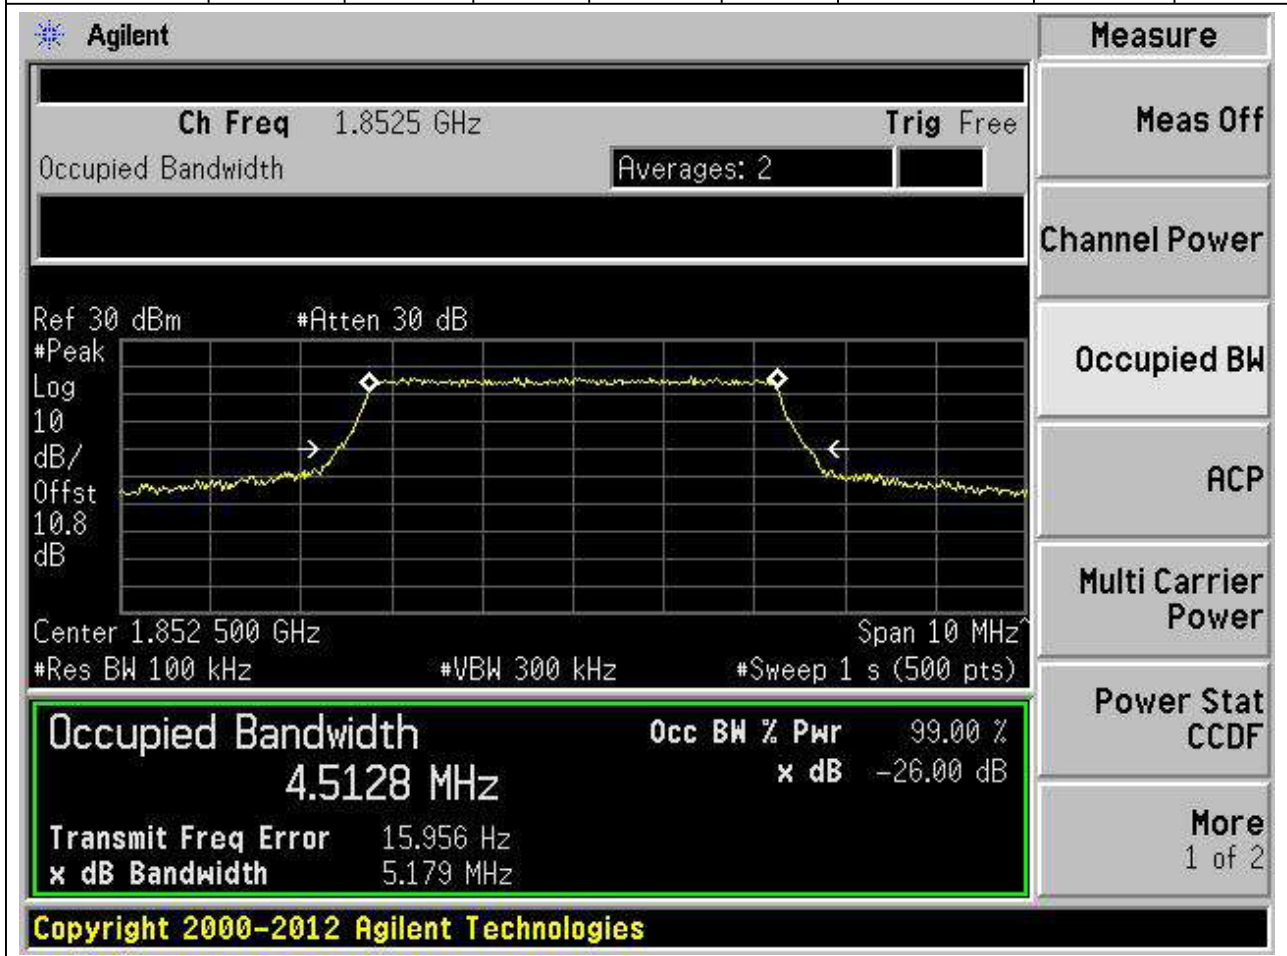 Agilent
Measure
Ch Freq 1.8525 GHz Trig Free
Occupied Bandwidth Averages: 2
Meas Off
Channel Power
Ref 30 dBm #Atten 30 dB
#Peak
Log
10
dB/
Offst
10.8
dB
Occupied BW
ACP
Center 1.852 500 GHz Span 10 MHz^
#Res BW 100 kHz #VBW 300 kHz #Sweep 1 s (500 pts)
Multi Carrier
Power
Occupied Bandwidth
4.5128 MHz
Occ BW % Pwr 99.00 %
x dB -26.00 dB
Transmit Freq Error 15.956 Hz
x dB Bandwidth 5.179 MHz
Power Stat
CCDF
More
1 of 2
Copyright 2000-2012 Agilent Technologies